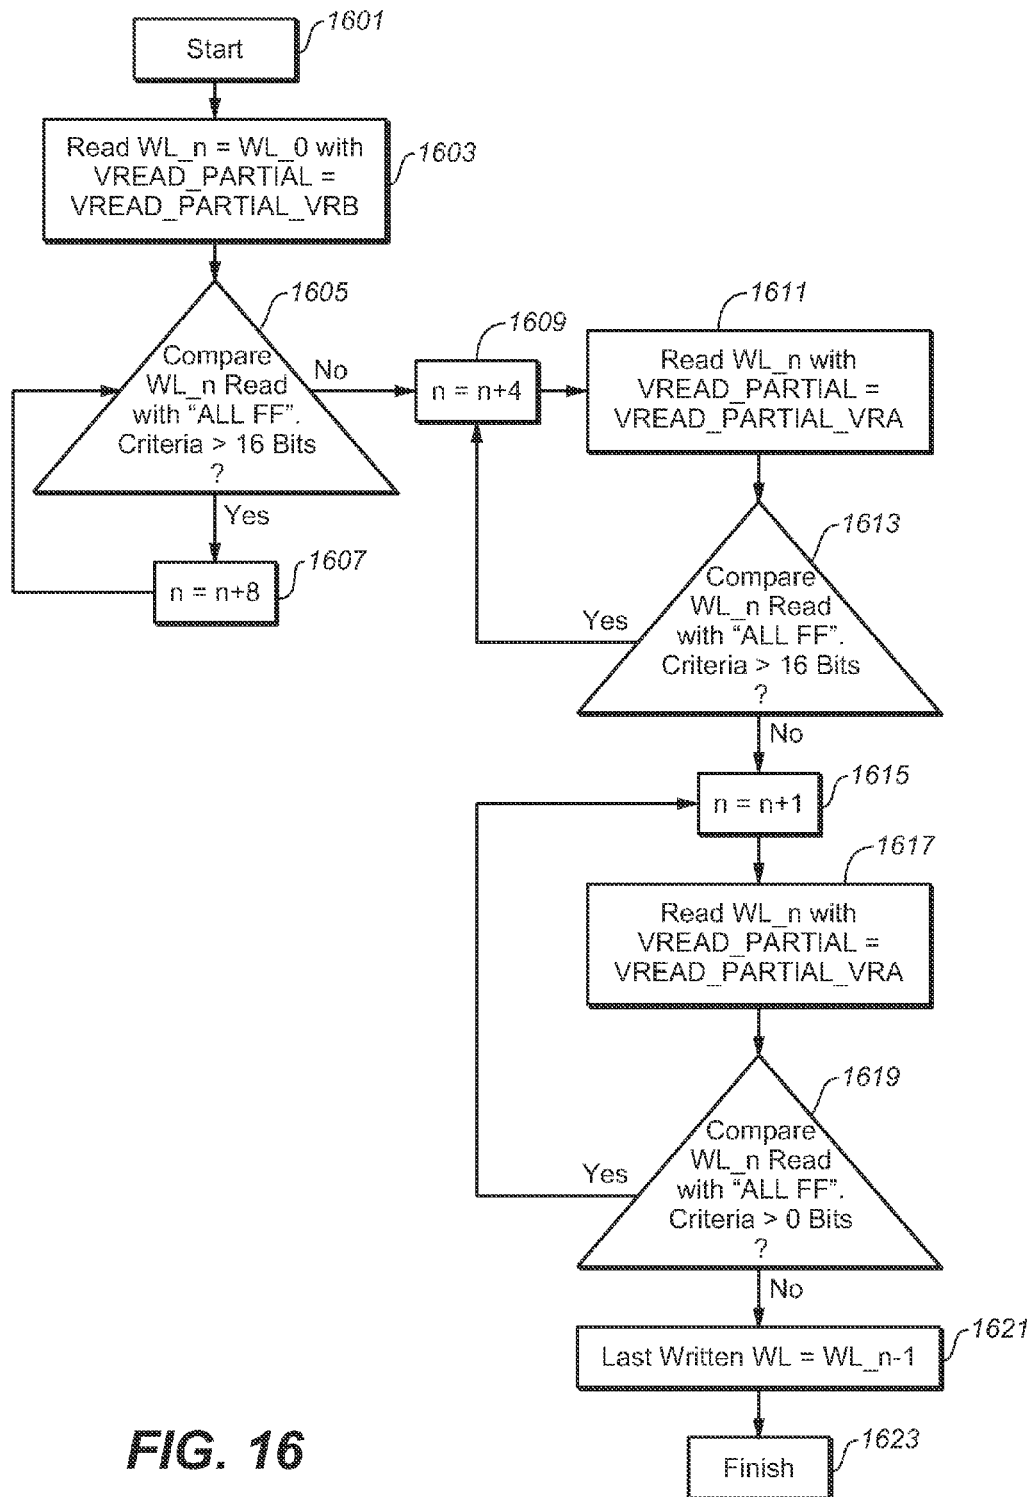 1601
Start
Read WL_n = WL_0 with
VREAD_PARTIAL =
VREAD_PARTIAL_VRB
1603
1605
Compare
WL_n Read
with “ALL FF”.
Criteria > 16 Bits
?
No
Yes
1607
n = n+8
1609
n = n+4
1611
Read WL_n with
VREAD_PARTIAL =
VREAD_PARTIAL_VRA
1613
Compare
WL_n Read
with “ALL FF”.
Criteria > 16 Bits
?
Yes
No
1615
n = n+1
1617
Read WL_n with
VREAD_PARTIAL =
VREAD_PARTIAL_VRA
1619
Compare
WL_n Read
with “ALL FF”.
Criteria > 0 Bits
?
Yes
No
1621
Last Written WL = WL_n-1
1623
Finish
FIG. 16